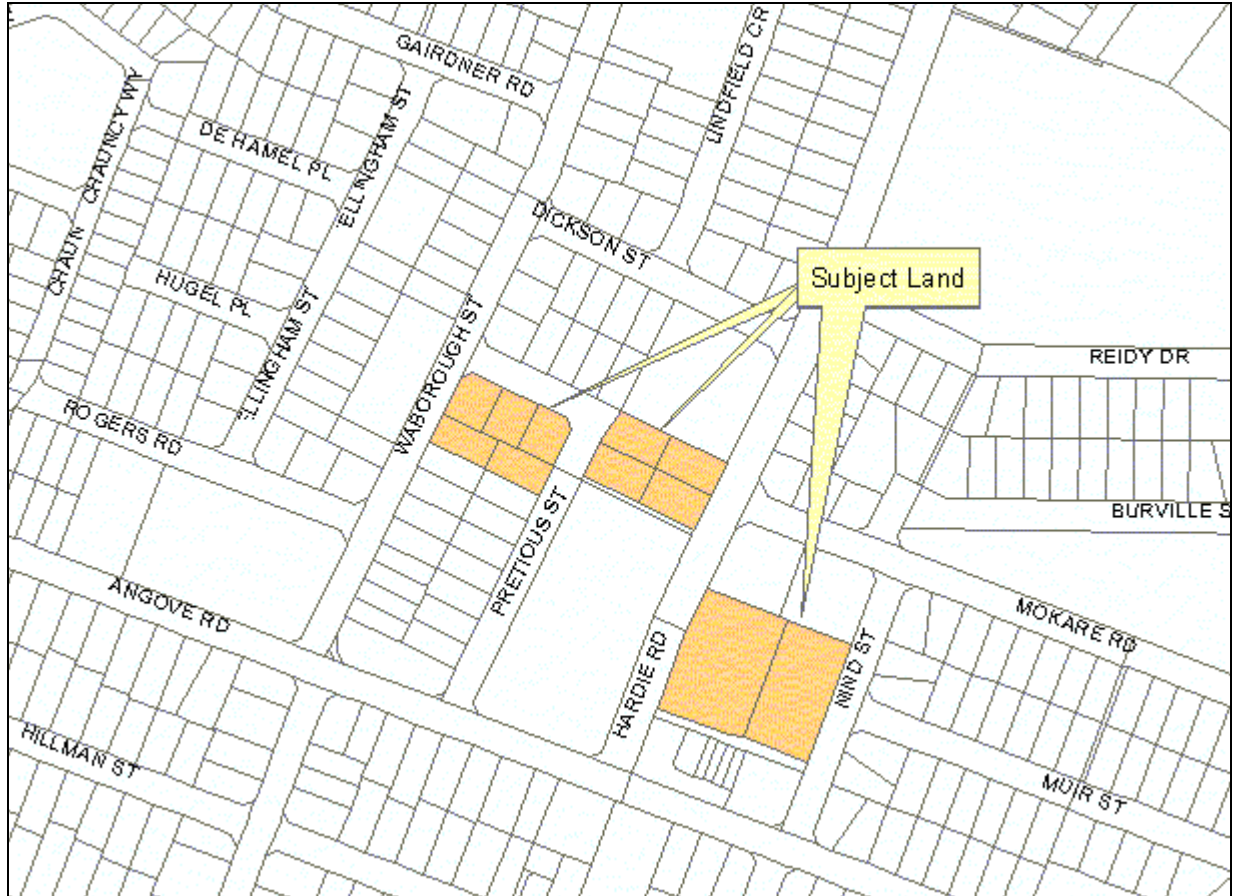 GAIRDNER RD
LINDFIELD CR
CHAUNCY WY
DE HAMEL PL
ELLINGHAM ST
DICKSON ST
CHAUN
HUGEL PL
Subject Land
REIDY DR
WABOROUGH ST
ELLINGHAM ST
ROGERS RD
BURVILLE S
PRETIOUS ST
ANGOVE RD
MOKARE RD
HARDIE RD
NIND ST
HILLMAN ST
MUIR ST